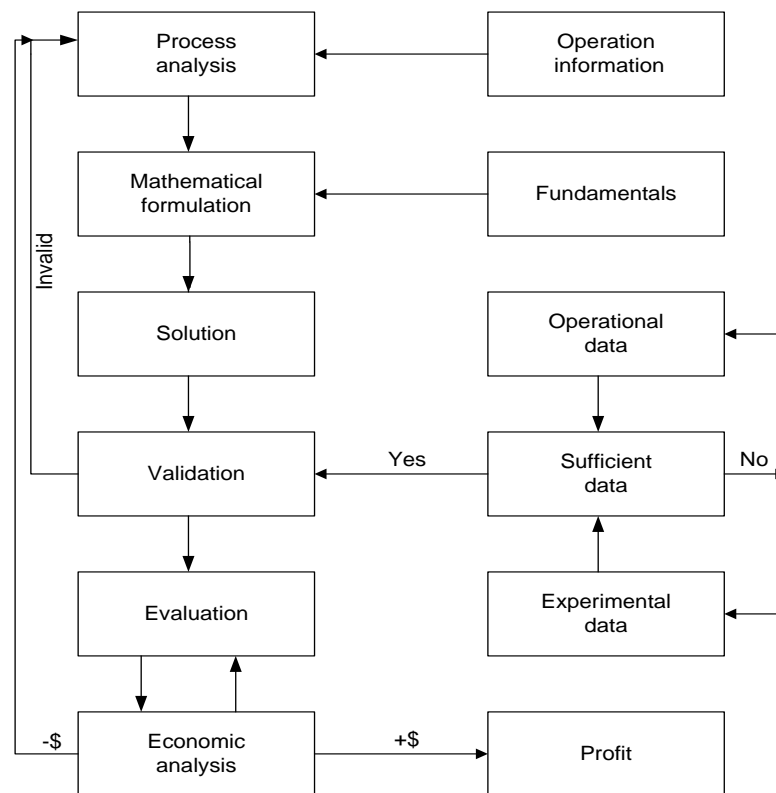 Process
analysis
Operation
information
Mathematical
formulation
Fundamentals
Invalid
Solution
Operational
data
Validation
Yes
Sufficient
data
No
Evaluation
Experimental
data
-$
Economic
analysis
+$
Profit